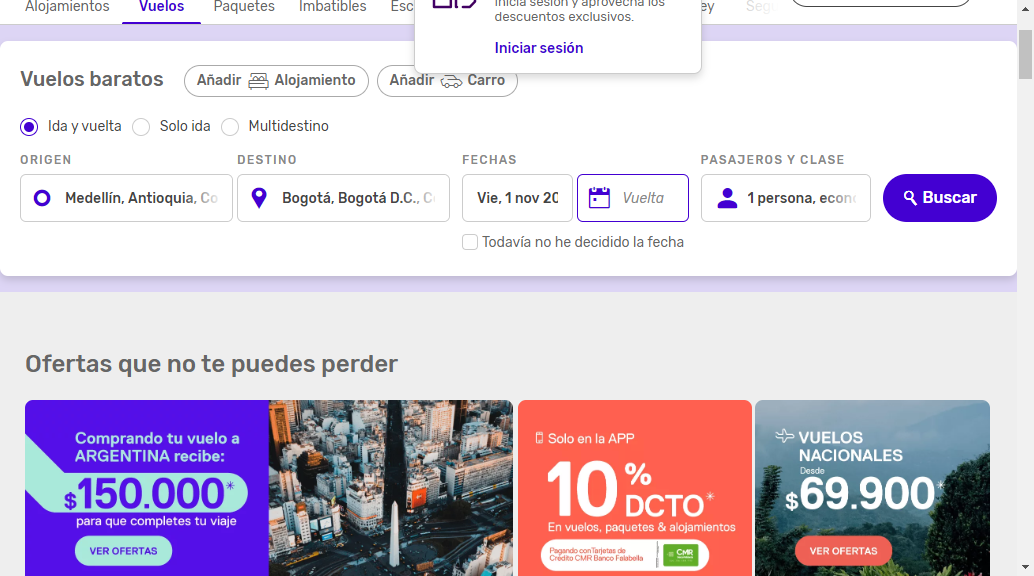 Alojamientos Vuelos Paquetes Imbatibles Esc ey Seg
Inicia sesión y aprovecha los
descuentos exclusivos.
Iniciar sesión
Vuelos baratos Añadir Alojamiento Añadir Carro
Ida y vuelta Solo ida Multidestino
ORIGEN DESTINO FECHAS PASAJEROS Y CLASE
Medellín, Antioquia, Co Bogotá, Bogotá D.C., C Vie, 1 nov 20 Vuelta 1 persona, econ Buscar
Todavía no he decidido la fecha
Ofertas que no te puedes perder
Comprando tu vuelo a
ARGENTINA recibe:
$150.000*
para que completes tu viaje
VER OFERTAS
Solo en la APP
10% DCTO*
En vuelos, paquetes & alojamientos
Pagando conTarjetas de
Crédito CMR Banco Falabella
CMR
VUELOS
NACIONALES
Desde
$69.900*
VER OFERTAS